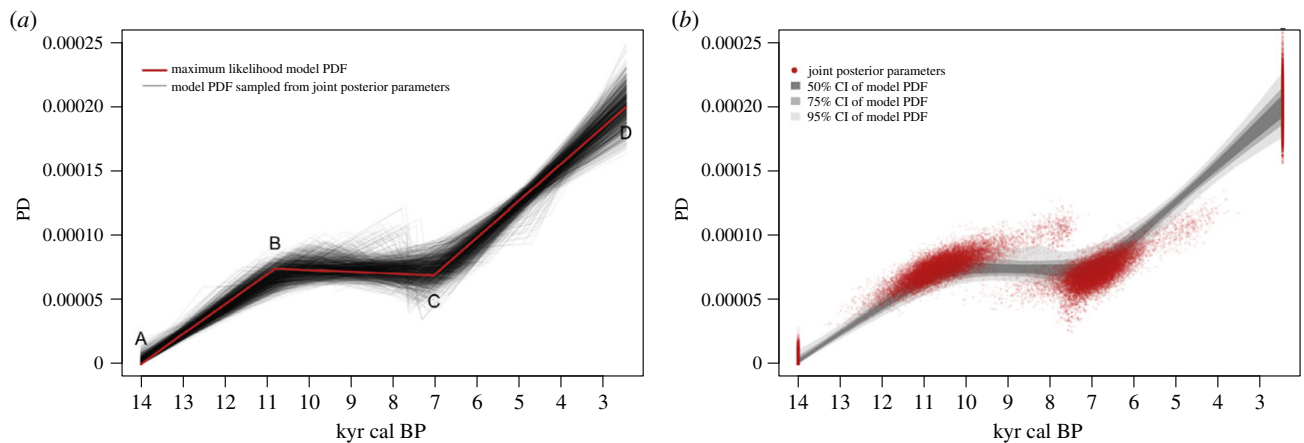 (a)
0.00025
0.00020
0.00015
0.00010
0.00005
0
PD
maximum likelihood model PDF
model PDF sampled from joint posterior parameters
A
B
C
D
14 13 12 11 10 9 8 7 6 5 4 3
kyr cal BP
(b)
0.00025
0.00020
0.00015
0.00010
0.00005
0
PD
joint posterior parameters
50% CI of model PDF
75% CI of model PDF
95% CI of model PDF
14 13 12 11 10 9 8 7 6 5 4 3
kyr cal BP